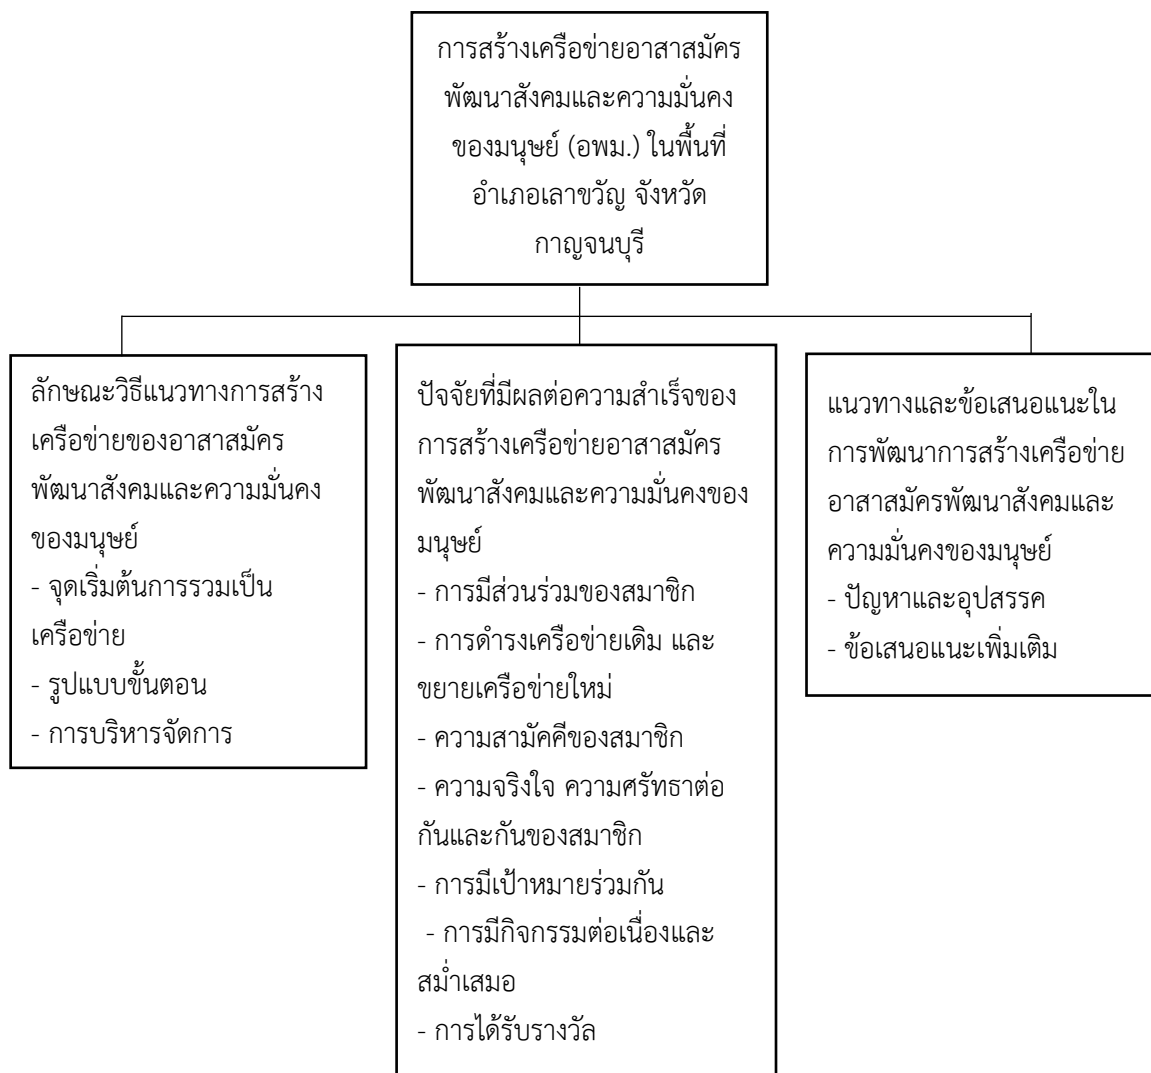 การสร้างเครือข่ายอาสาสมัคร
พัฒนาสังคมและความมั่นคง
ของมนุษย์ (อพม.) ในพื้นที่
อำเภอเลาขวัญ จังหวัด
กาญจนบุรี
ลักษณะวิธีแนวทางการสร้าง
เครือข่ายของอาสาสมัคร
พัฒนาสังคมและความมั่นคง
ของมนุษย์
- จุดเริ่มต้นการรวมเป็น
เครือข่าย
- รูปแบบขั้นตอน
- การบริหารจัดการ
ปัจจัยที่มีผลต่อความสำเร็จของ
การสร้างเครือข่ายอาสาสมัคร
พัฒนาสังคมและความมั่นคงของ
มนุษย์
- การมีส่วนร่วมของสมาชิก
- การดำรงเครือข่ายเดิม และ
ขยายเครือข่ายใหม่
- ความสามัคคีของสมาชิก
- ความจริงใจ ความศรัทธาต่อ
กันและกันของสมาชิก
- การมีเป้าหมายร่วมกัน
- การมีกิจกรรมต่อเนื่องและ
สม่ำเสมอ
- การได้รับรางวัล
แนวทางและข้อเสนอแนะใน
การพัฒนาการสร้างเครือข่าย
อาสาสมัครพัฒนาสังคมและ
ความมั่นคงของมนุษย์
- ปัญหาและอุปสรรค
- ข้อเสนอแนะเพิ่มเติม